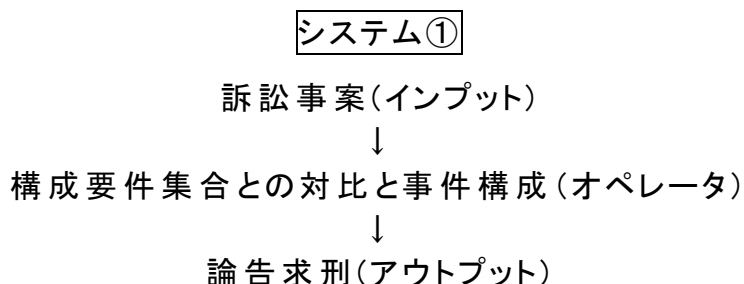 システム①
訴訟事案(インプット)
↓
構成要件集合との対比と事件構成(オペレータ)
↓
論告求刑(アウトプット)